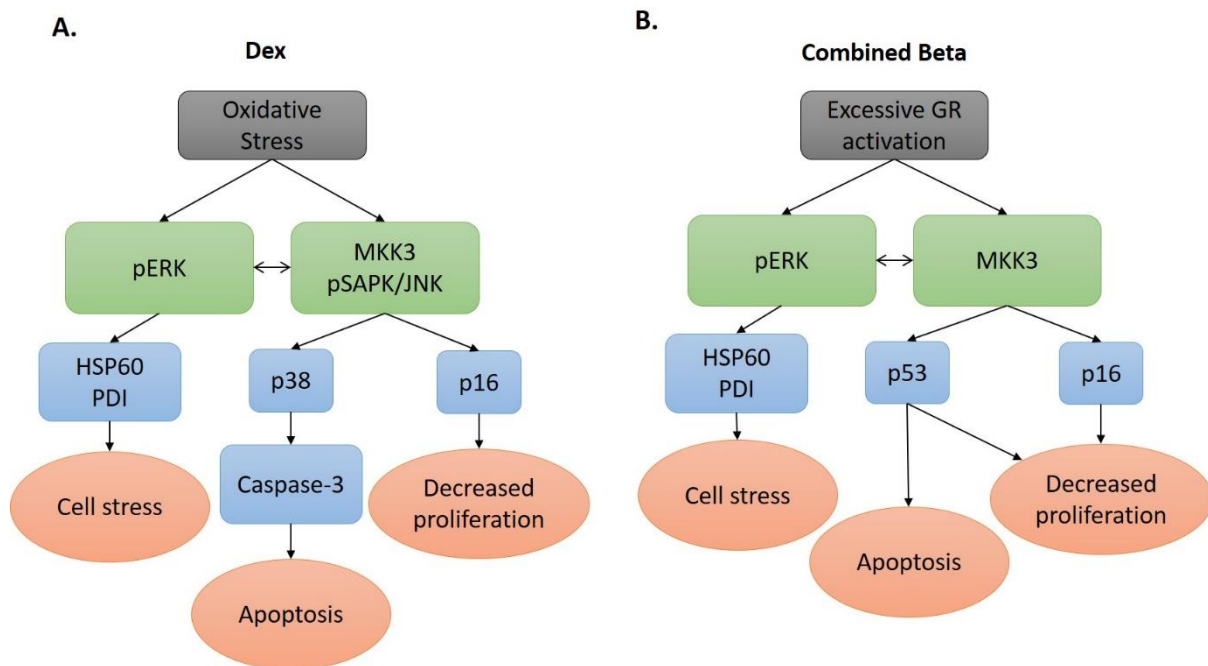 A.
Dex
Oxidative
Stress
pERK
MKK3
pSAPK/JNK
HSP60
PDI
p38
p16
Cell stress
Caspase-3
Decreased
proliferation
Apoptosis
B.
Combined Beta
Excessive GR
activation
pERK
MKK3
HSP60
PDI
p53
p16
Cell stress
Apoptosis
Decreased
proliferation